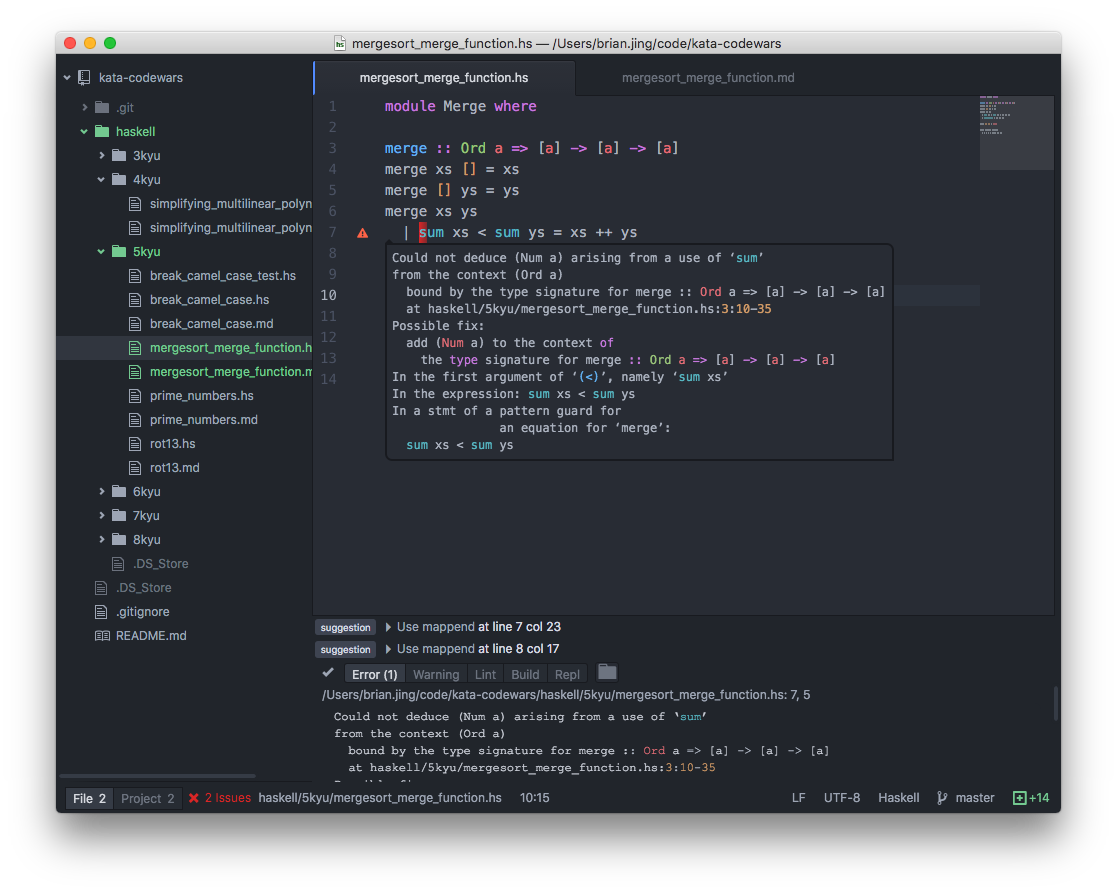 mergesort_merge_function.hs — /Users/brian.jing/code/kata-codewars
kata-codewars
.git
haskell
3kyu
4kyu
simplifying_multilinear_polyn
simplifying_multilinear_polyn
5kyu
break_camel_case_test.hs
break_camel_case.hs
break_camel_case.md
mergesort_merge_function.h
mergesort_merge_function.m
prime_numbers.hs
prime_numbers.md
rot13.hs
rot13.md
6kyu
7kyu
8kyu
.DS_Store
.DS_Store
.gitignore
README.md
mergesort_merge_function.hs mergesort_merge_function.md
1 module Merge where
2
3 merge :: Ord a => [a] -> [a] -> [a]
4 merge xs [] = xs
5 merge [] ys = ys
6 merge xs ys
7 | sum xs < sum ys = xs ++ ys
8
9
10
11
12
13
14
Could not deduce (Num a) arising from a use of ‘sum’
from the context (Ord a)
bound by the type signature for merge :: Ord a => [a] -> [a] -> [a]
at haskell/5kyu/mergesort_merge_function.hs:3:10-35
Possible fix:
add (Num a) to the context of
the type signature for merge :: Ord a => [a] -> [a] -> [a]
In the first argument of ‘(<)’, namely ‘sum xs’
In the expression: sum xs < sum ys
In a stmt of a pattern guard for
an equation for ‘merge’:
sum xs < sum ys
suggestion Use mappend at line 7 col 23
suggestion Use mappend at line 8 col 17
Error (1) Warning Lint Build Repl
/Users/brian.jing/code/kata-codewars/haskell/5kyu/mergesort_merge_function.hs: 7, 5
Could not deduce (Num a) arising from a use of ‘sum’
from the context (Ord a)
bound by the type signature for merge :: Ord a => [a] -> [a] -> [a]
at haskell/5kyu/mergesort_merge_function.hs:3:10-35
File 2 Project 2 2 Issues haskell/5kyu/mergesort_merge_function.hs 10:15 LF UTF-8 Haskell master +14